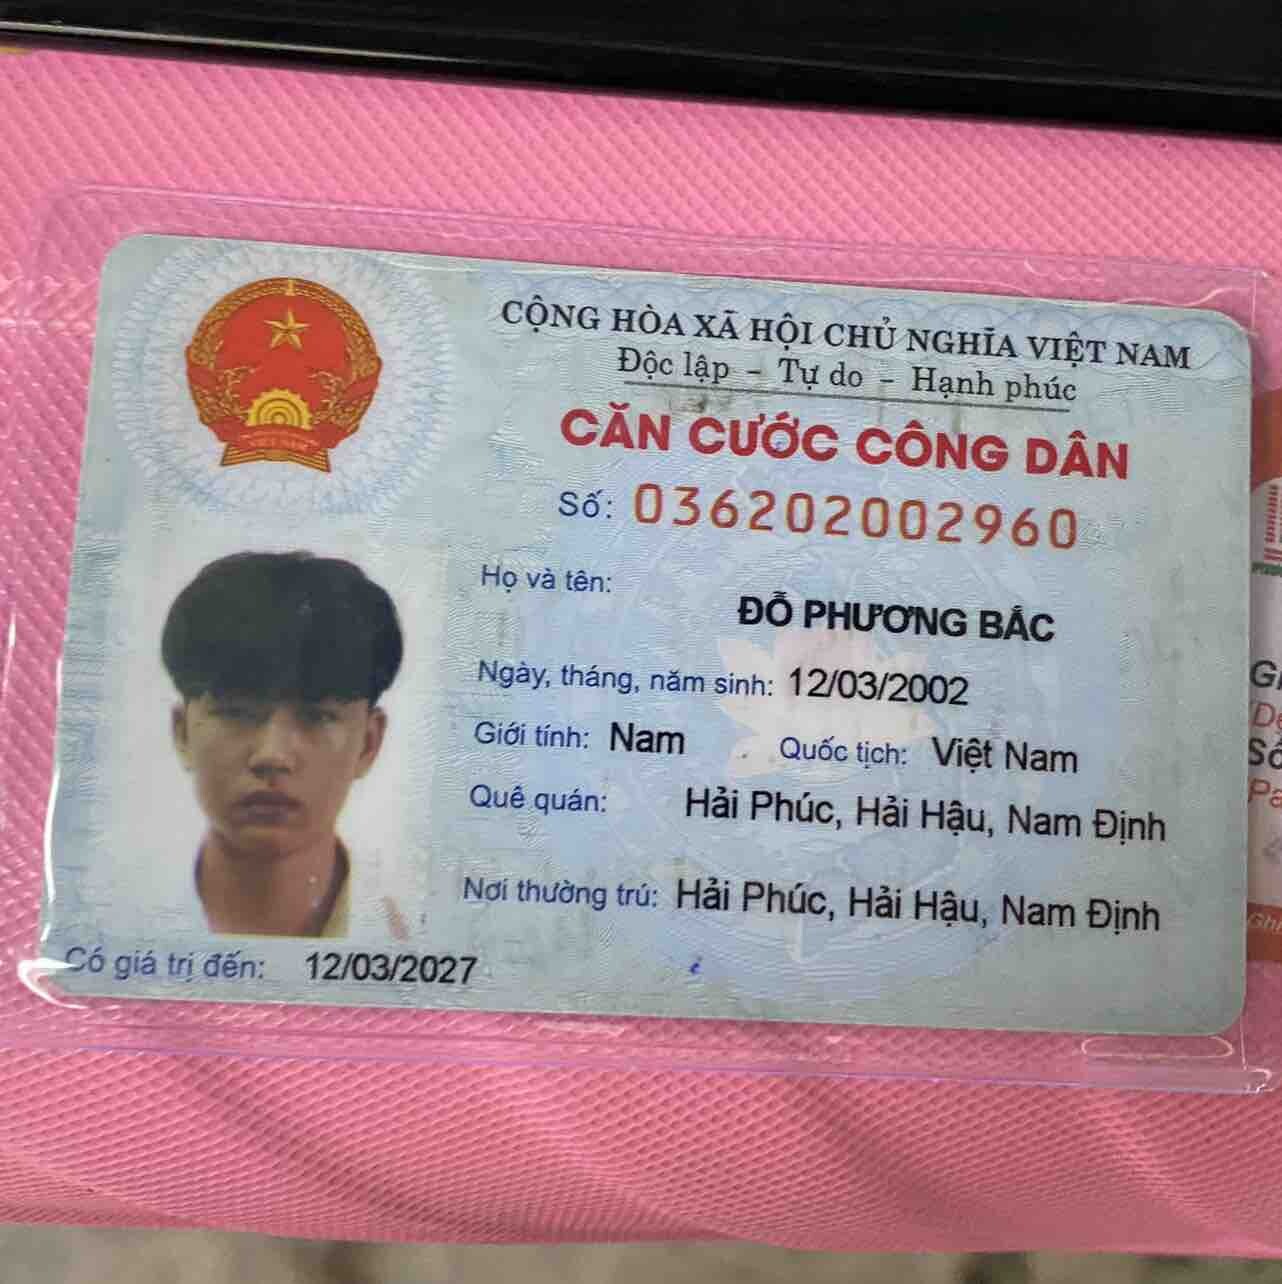 CỘNG HÒA XÃ HỘI CHỦ NGHĨA VIỆT NAM
Độc lập – Tự do – Hạnh phúc
CĂN CƯỚC CÔNG DÂN
Số: 036202002960
Họ và tên:
ĐỖ PHƯƠNG BẮC
Ngày, tháng, năm sinh: 12/03/2002
Giới tính: Nam Quốc tịch: Việt Nam
Quê quán: Hải Phúc, Hải Hậu, Nam Định
Nơi thường trú: Hải Phúc, Hải Hậu, Nam Định
Có giá trị đến: 12/03/2027
VIỆT NAM